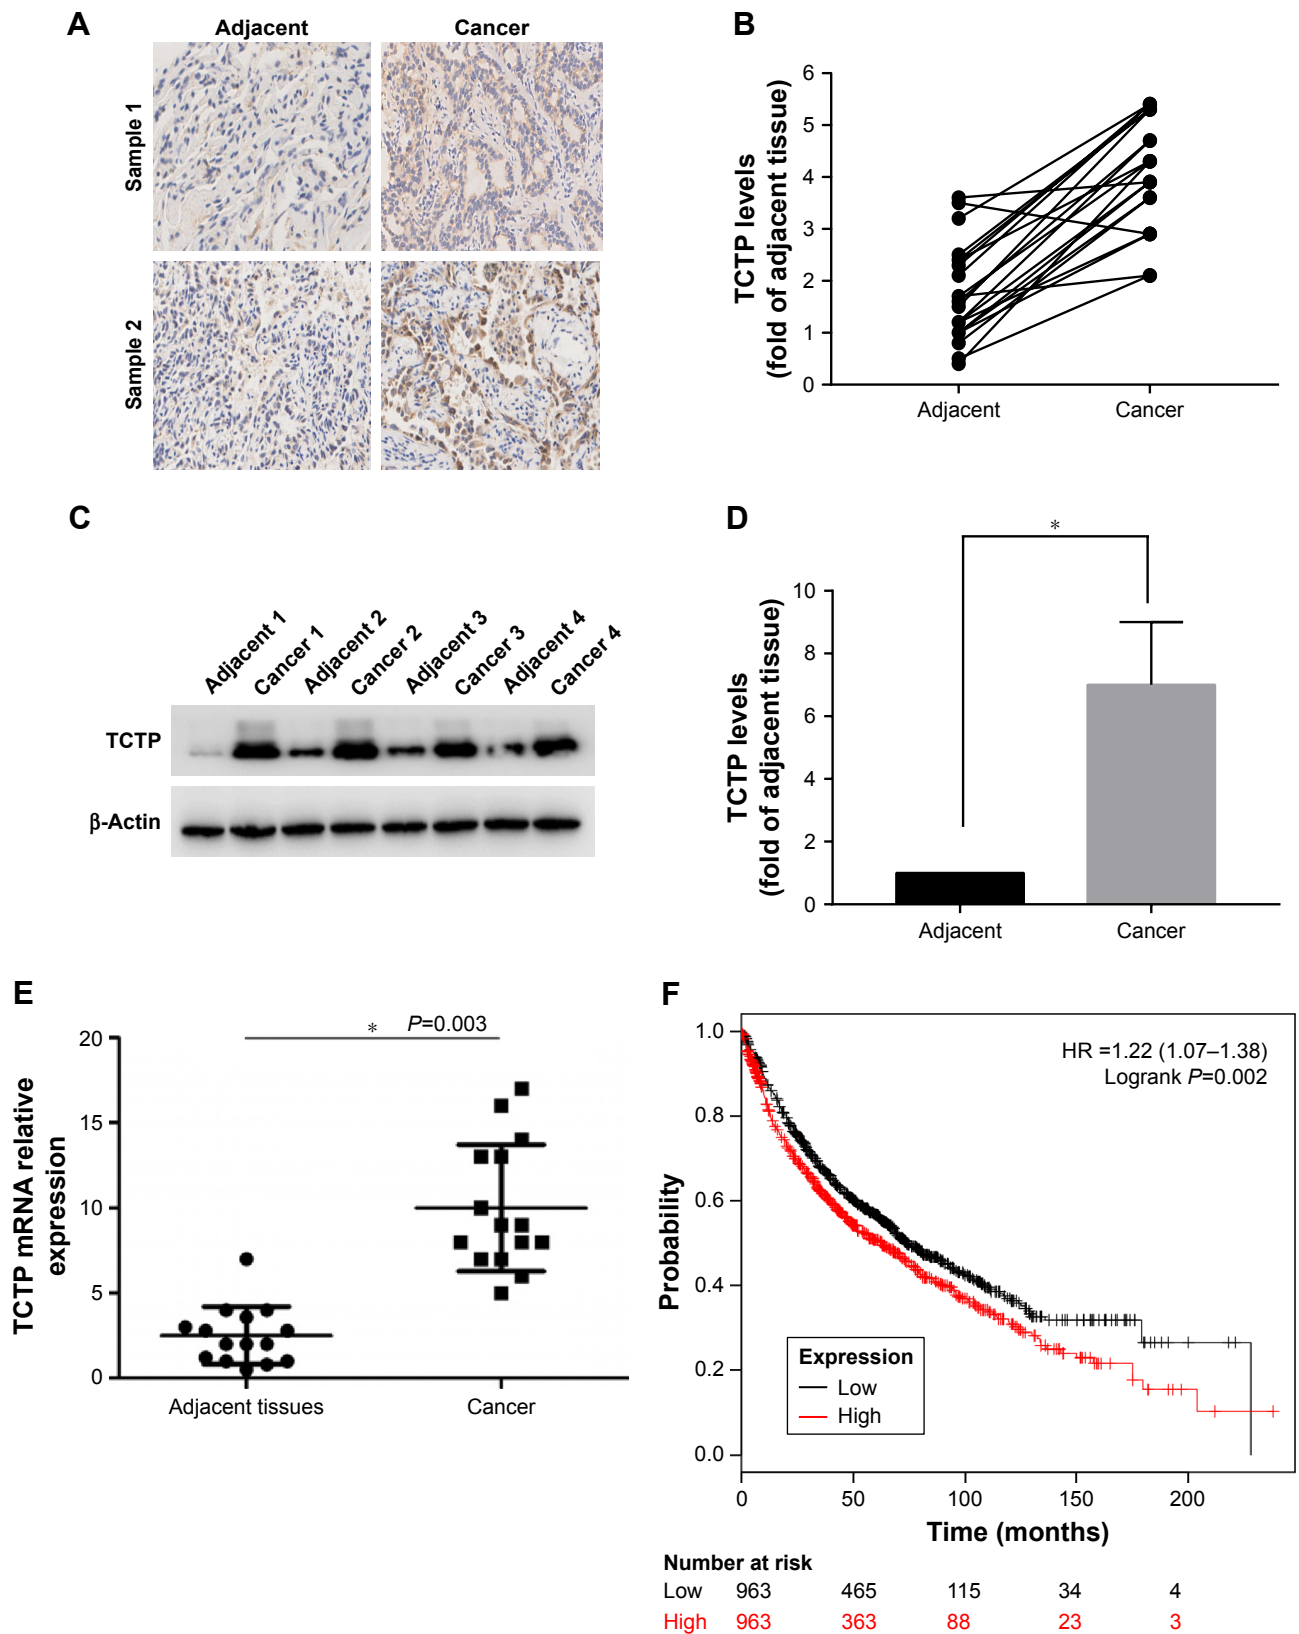 A
Adjacent
Cancer
Sample 1
Sample 2
B
TCTP levels
(fold of adjacent tissue)
6
5
4
3
2
1
0
Adjacent
Cancer
C
Adjacent 1
Cancer 1
Adjacent 2
Cancer 2
Adjacent 3
Cancer 3
Adjacent 4
Cancer 4
TCTP
β-Actin
D
*
TCTP levels
(fold of adjacent tissue)
10
8
6
4
2
0
Adjacent
Cancer
E
* P=0.003
TCTP mRNA relative
expression
20
15
10
5
0
Adjacent tissues
Cancer
F
HR =1.22 (1.07–1.38)
Logrank P=0.002
Probability
1.0
0.8
0.6
0.4
0.2
0.0
Expression
Low
High
0 50 100 150 200
Time (months)
Number at risk
Low 963 465 115 34 4
High 963 363 88 23 3